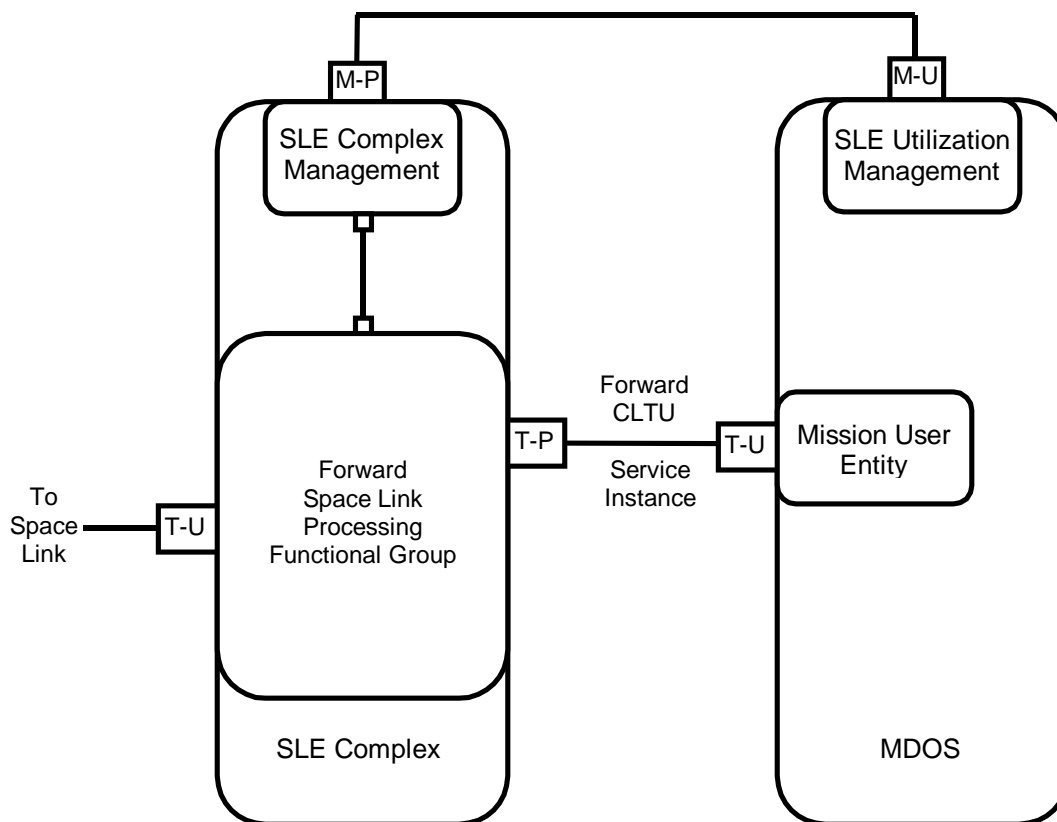 M-P
M-U
SLE Complex
Management
SLE Utilization
Management
Forward
CLTU
T-P
T-U
Service
Instance
Mission User
Entity
To
Space
Link
T-U
Forward
Space Link
Processing
Functional Group
SLE Complex
MDOS